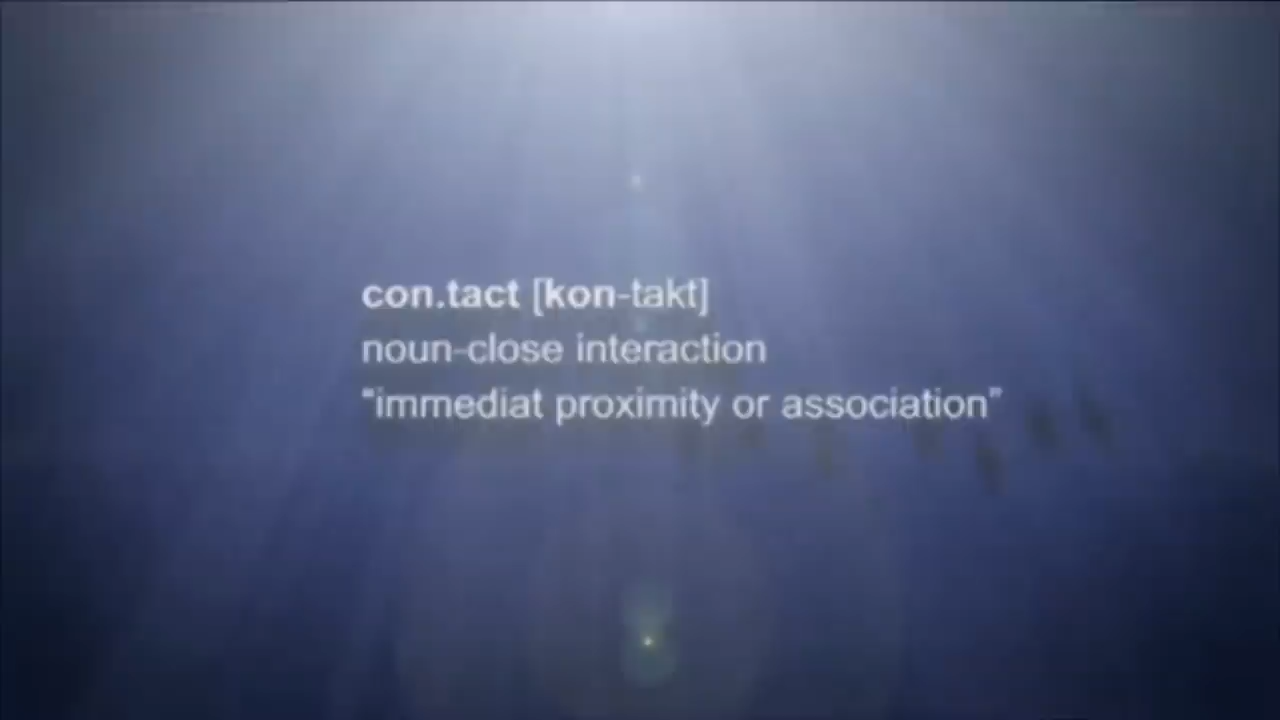 con.tact [kon-takt]
noun-close interaction
“immediat proximity or association”